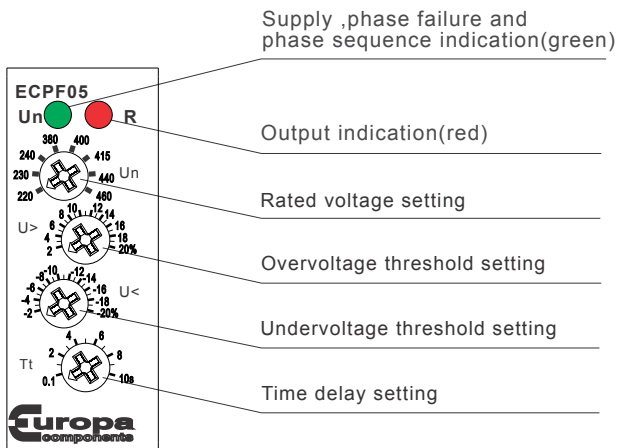 Supply ,phase failure and
phase sequence indication(green)
ECPF05
Un R
Output indication(red)
380 400
240 415
230 440 Un
220 460
Rated voltage setting
U> 2 4 6 8 10 12 14 16 18 20%
Overvoltage threshold setting
U< -2 -4 -6 -8 -10 -12 -14 -16 -18 -20%
Undervoltage threshold setting
Tt 0.1 2 4 6 8 10s
Time delay setting
Europa
components